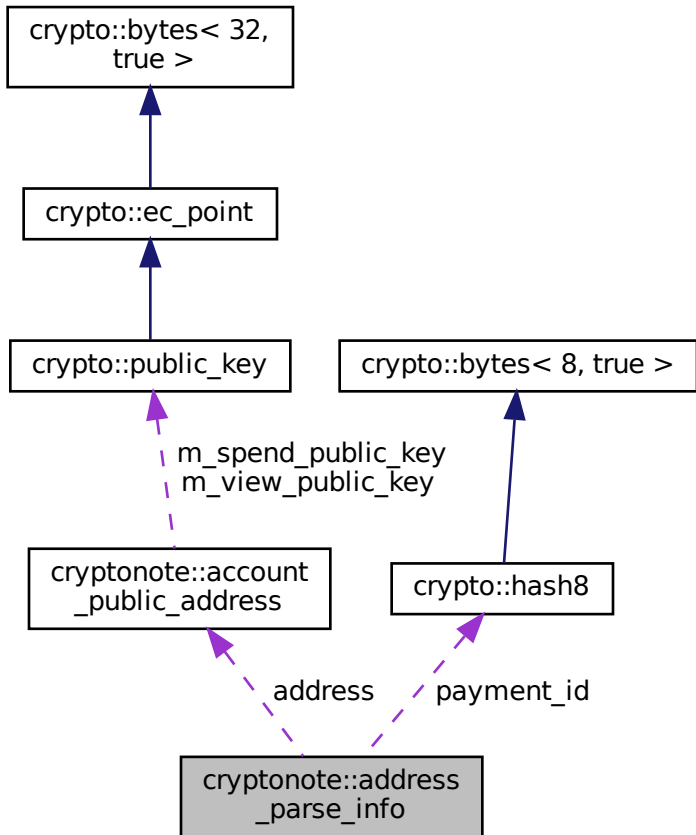 crypto::bytes< 32,
true >
crypto::ec_point
crypto::public_key
crypto::bytes< 8, true >
m_spend_public_key
m_view_public_key
cryptonote::account
_public_address
crypto::hash8
address
payment_id
cryptonote::address
_parse_info